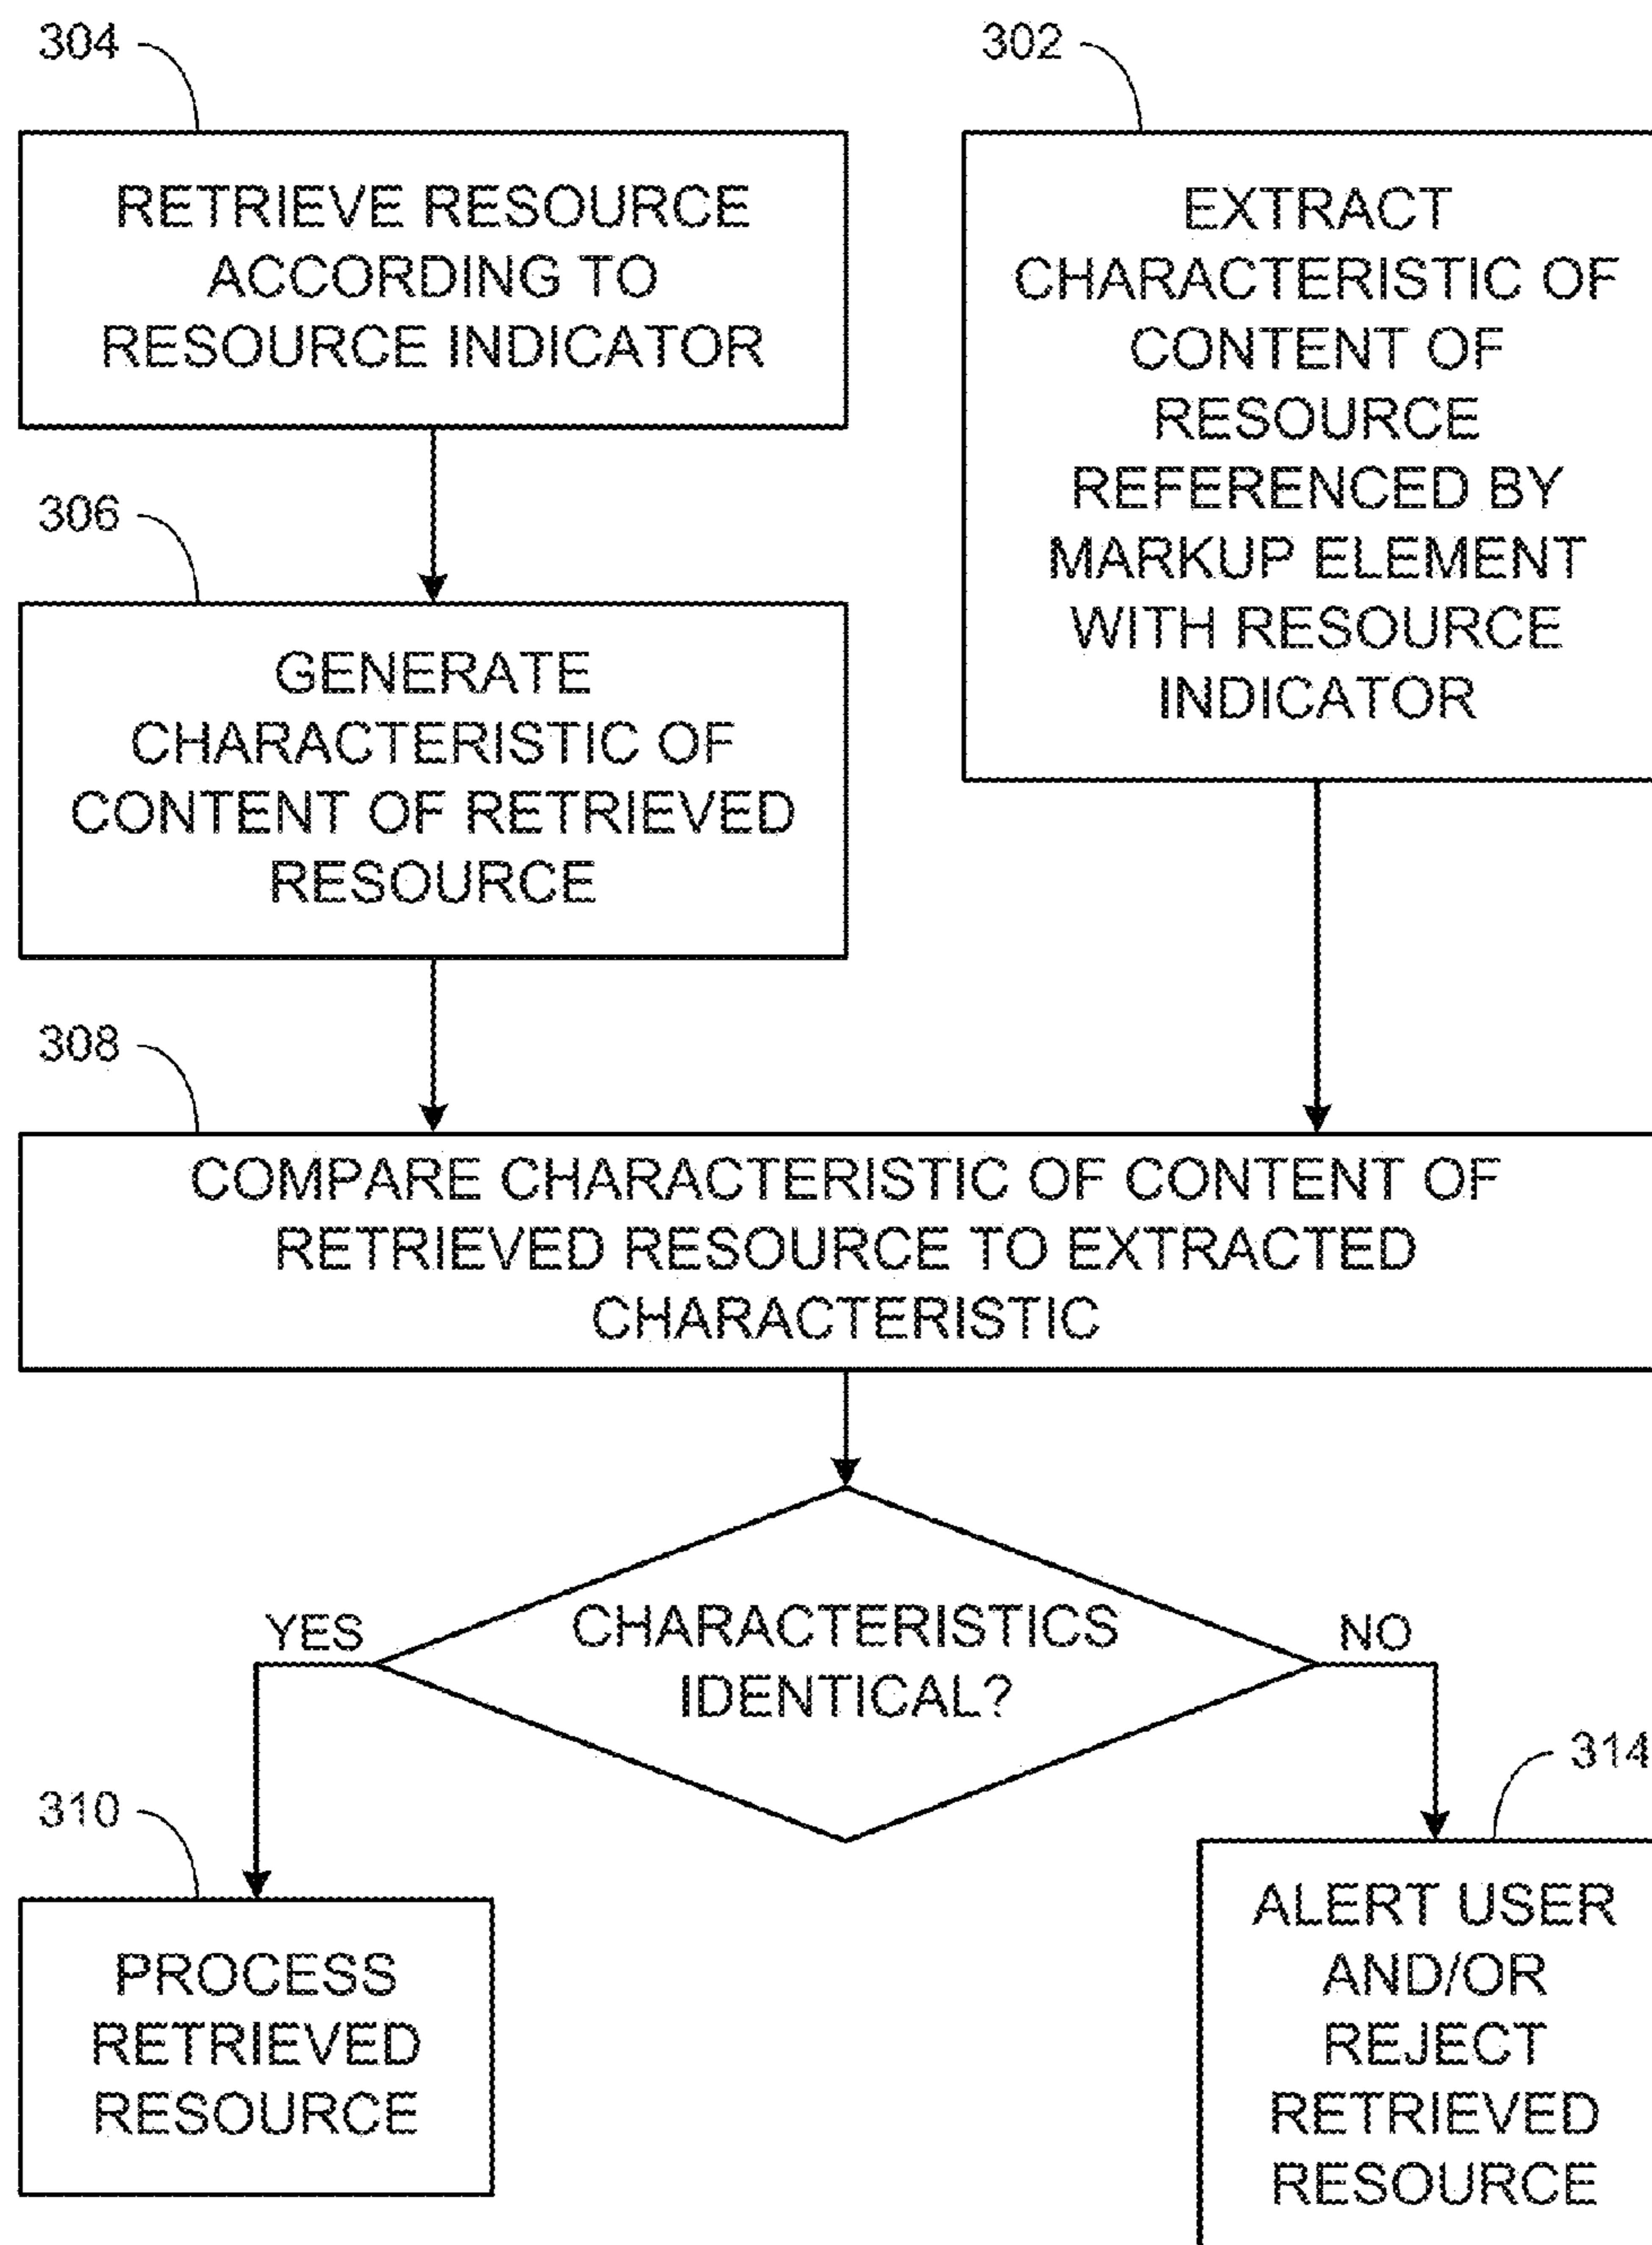 304
RETRIEVE RESOURCE
ACCORDING TO
RESOURCE INDICATOR
302
EXTRACT
CHARACTERISTIC OF
CONTENT OF
RESOURCE
REFERENCED BY
MARKUP ELEMENT
WITH RESOURCE
INDICATOR
306
GENERATE
CHARACTERISTIC OF
CONTENT OF RETRIEVED
RESOURCE
308
COMPARE CHARACTERISTIC OF CONTENT OF
RETRIEVED RESOURCE TO EXTRACTED
CHARACTERISTIC
CHARACTERISTICS
IDENTICAL?
YES
NO
310
PROCESS
RETRIEVED
RESOURCE
314
ALERT USER
AND/OR
REJECT
RETRIEVED
RESOURCE